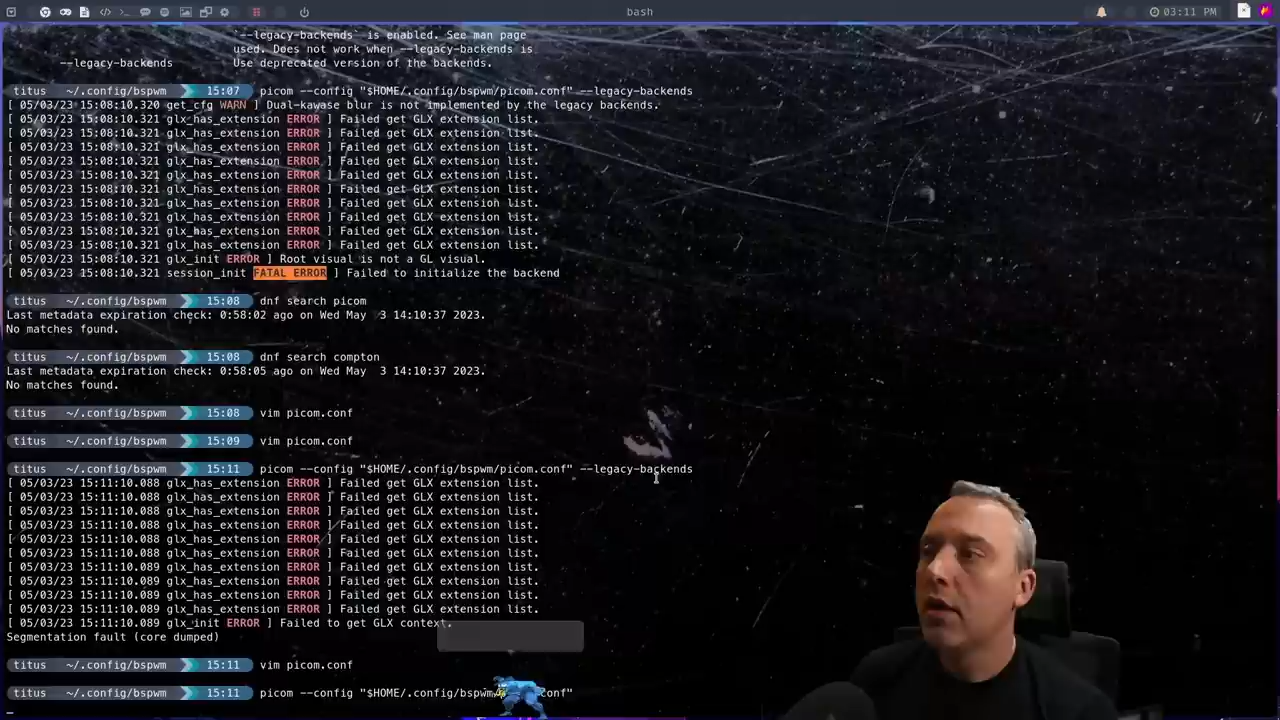 bash
03:11 PM
`--legacy-backends` is enabled. See man page
used. Does not work when --legacy-backends is
--legacy-backends Use deprecated version of the backends.
titus ~/.config/bspwm 15:07 picom --config "$HOME/.config/bspwm/picom.conf" --legacy-backends
[ 05/03/23 15:08:10.320 get_cfg WARN ] Dual-kawase blur is not implemented by the legacy backends.
[ 05/03/23 15:08:10.321 glx_has_extension ERROR ] Failed get GLX extension list.
[ 05/03/23 15:08:10.321 glx_has_extension ERROR ] Failed get GLX extension list.
[ 05/03/23 15:08:10.321 glx_has_extension ERROR ] Failed get GLX extension list.
[ 05/03/23 15:08:10.321 glx_has_extension ERROR ] Failed get GLX extension list.
[ 05/03/23 15:08:10.321 glx_has_extension ERROR ] Failed get GLX extension list.
[ 05/03/23 15:08:10.321 glx_has_extension ERROR ] Failed get GLX extension list.
[ 05/03/23 15:08:10.321 glx_has_extension ERROR ] Failed get GLX extension list.
[ 05/03/23 15:08:10.321 glx_has_extension ERROR ] Failed get GLX extension list.
[ 05/03/23 15:08:10.321 glx_has_extension ERROR ] Failed get GLX extension list.
[ 05/03/23 15:08:10.321 glx_has_extension ERROR ] Failed get GLX extension list.
[ 05/03/23 15:08:10.321 glx_init ERROR ] Root visual is not a GL visual.
[ 05/03/23 15:08:10.321 session_init FATAL ERROR ] Failed to initialize the backend
titus ~/.config/bspwm 15:08 dnf search picom
Last metadata expiration check: 0:58:02 ago on Wed May  3 14:10:37 2023.
No matches found.
titus ~/.config/bspwm 15:08 dnf search compton
Last metadata expiration check: 0:58:05 ago on Wed May  3 14:10:37 2023.
No matches found.
titus ~/.config/bspwm 15:08 vim picom.conf
titus ~/.config/bspwm 15:09 vim picom.conf
titus ~/.config/bspwm 15:11 picom --config "$HOME/.config/bspwm/picom.conf" --legacy-backends
[ 05/03/23 15:11:10.088 glx_has_extension ERROR ] Failed get GLX extension list.
[ 05/03/23 15:11:10.088 glx_has_extension ERROR ] Failed get GLX extension list.
[ 05/03/23 15:11:10.088 glx_has_extension ERROR ] Failed get GLX extension list.
[ 05/03/23 15:11:10.088 glx_has_extension ERROR ] Failed get GLX extension list.
[ 05/03/23 15:11:10.088 glx_has_extension ERROR ] Failed get GLX extension list.
[ 05/03/23 15:11:10.088 glx_has_extension ERROR ] Failed get GLX extension list.
[ 05/03/23 15:11:10.089 glx_has_extension ERROR ] Failed get GLX extension list.
[ 05/03/23 15:11:10.089 glx_has_extension ERROR ] Failed get GLX extension list.
[ 05/03/23 15:11:10.089 glx_has_extension ERROR ] Failed get GLX extension list.
[ 05/03/23 15:11:10.089 glx_has_extension ERROR ] Failed get GLX extension list.
[ 05/03/23 15:11:10.089 glx_init ERROR ] Failed to get GLX context.
Segmentation fault (core dumped)
titus ~/.config/bspwm 15:11 vim picom.conf
titus ~/.config/bspwm 15:11 picom --config "$HOME/.config/bspwm conf"